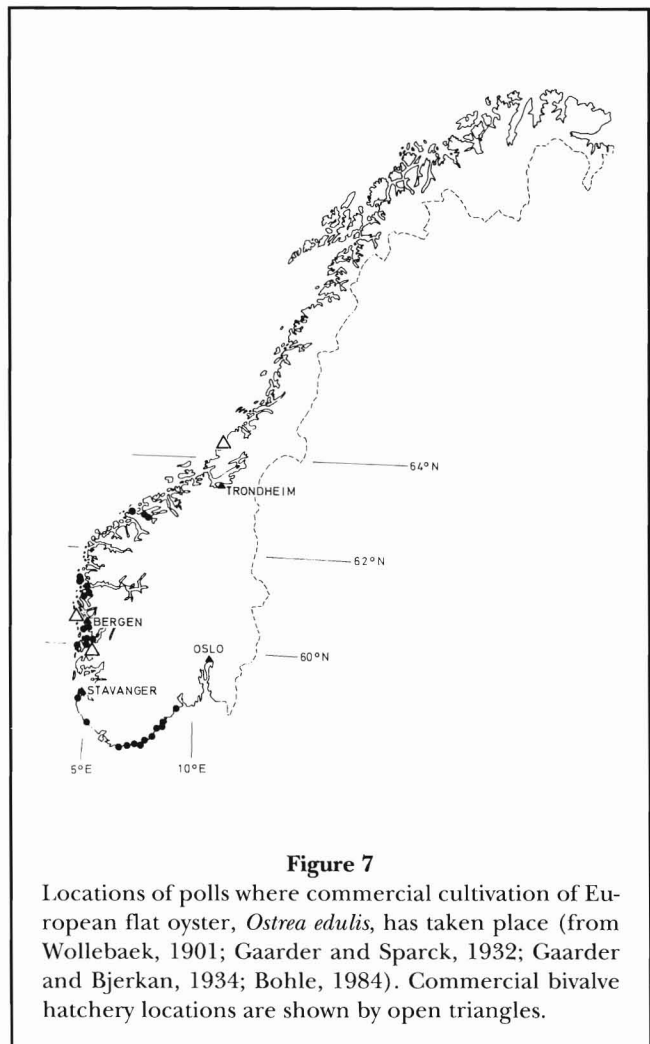 64°N
TRONDHEIM
62°N
BERGEN
OSLO
60°N
STAVANGER
5°E
10°E
Figure 7
Locations of polls where commercial cultivation of Eu-
ropean flat oyster, Ostrea edulis, has taken place (from
Wollebaek, 1901; Gaarder and Sparck, 1932; Gaarder
and Bjerkan, 1934; Bohle, 1984). Commercial bivalve
hatchery locations are shown by open triangles.